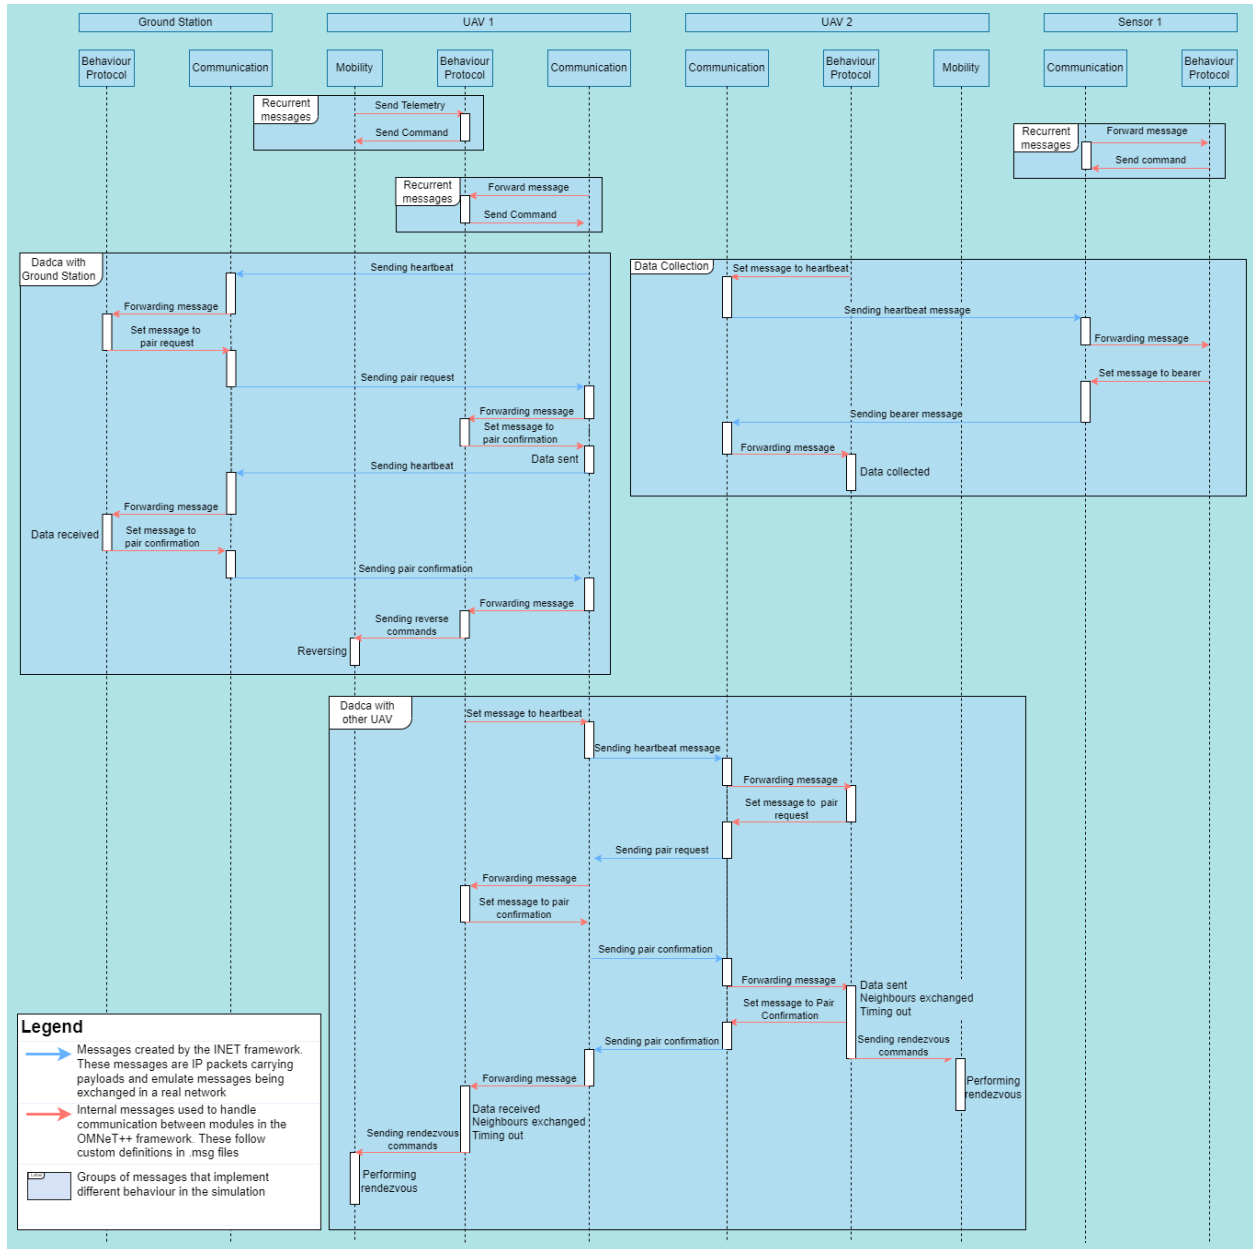 Ground Station
UAV 1
UAV 2
Sensor 1
Behaviour
Protocol
Communication
Mobility
Behaviour
Protocol
Communication
Communication
Behaviour
Protocol
Mobility
Communication
Behaviour
Protocol
Recurrent
messages
Send Telemetry
Send Command
Recurrent
messages
Forward message
Send command
Recurrent
messages
Forward message
Send Command
Dadca with
Ground Station
Sending heartbeat
Forwarding message
Set message to
pair request
Sending pair request
Forwarding message
Set message to
pair confirmation
Data sent
Sending heartbeat
Forwarding message
Data received
Set message to
pair confirmation
Sending pair confirmation
Forwarding message
Sending reverse
commands
Reversing
Data Collection
Set message to heartbeat
Sending heartbeat message
Forwarding message
Set message to bearer
Sending bearer message
Forwarding message
Data collected
Dadca with
other UAV
Set message to heartbeat
Sending heartbeat message
Forwarding message
Set message to pair
request
Sending pair request
Forwarding message
Set message to pair
confirmation
Sending pair confirmation
Forwarding message
Data sent
Neighbours exchanged
Timing out
Set message to Pair
Confirmation
Sending pair confirmation
Sending rendezvous
commands
Forwarding message
Performing
rendezvous
Data received
Neighbours exchanged
Timing out
Sending rendezvous
commands
Performing
rendezvous
Legend
Messages created by the INET framework.
These messages are IP packets carrying
payloads and emulate messages being
exchanged in a real network
Internal messages used to handle
communication between modules in the
OMNeT++ framework. These follow
custom definitions in .msg files
Label
Groups of messages that implement
different behaviour in the simulation